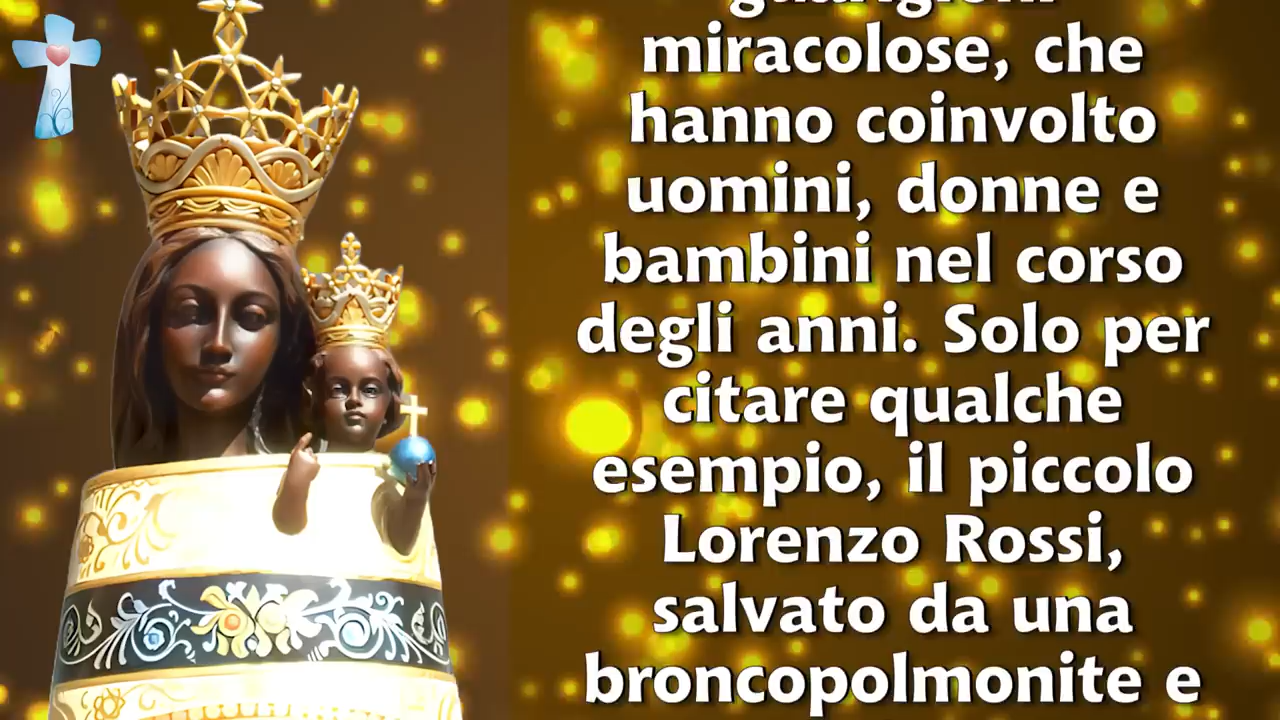 miracolose, che
hanno coinvolto
uomini, donne e
bambini nel corso
degli anni. Solo per
citare qualche
esempio, il piccolo
Lorenzo Rossi,
salvato da una
broncopolmonite e